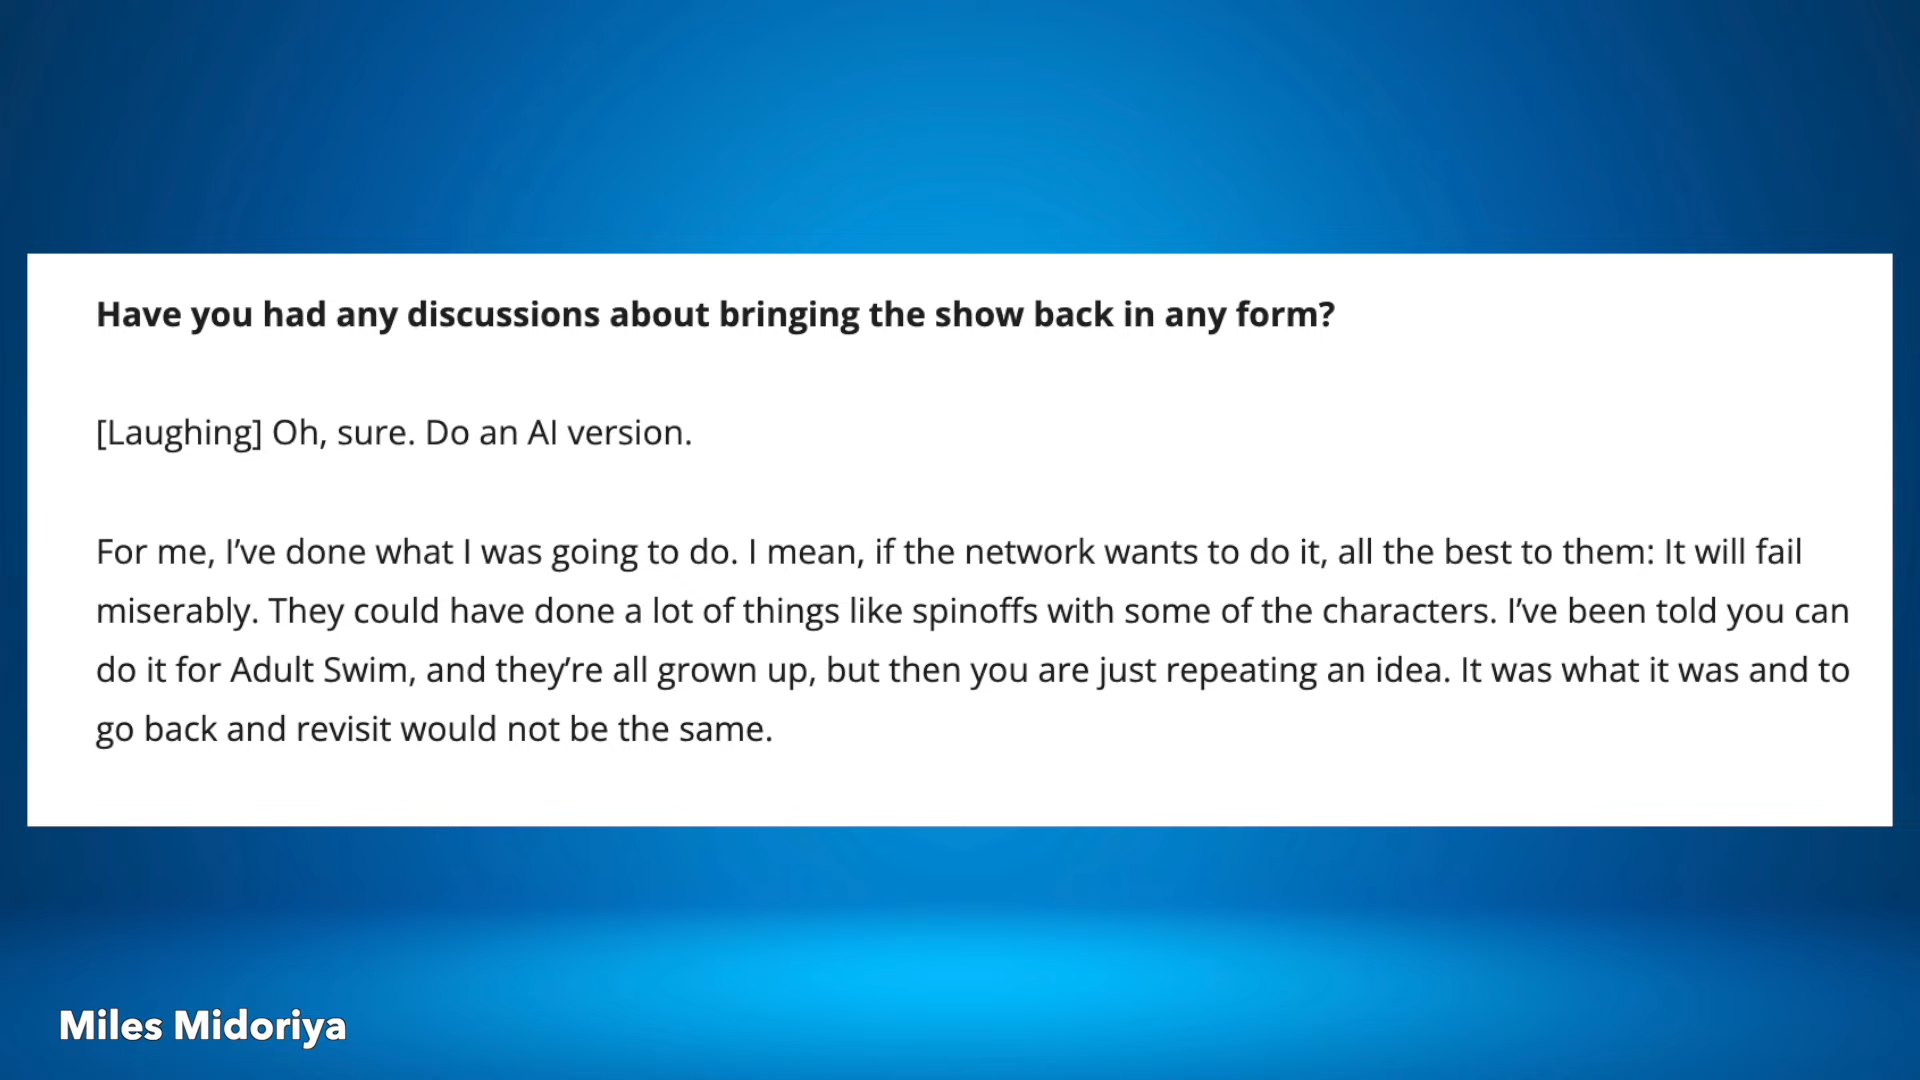 Have you had any discussions about bringing the show back in any form?
[Laughing] Oh, sure. Do an AI version.
For me, I’ve done what I was going to do. I mean, if the network wants to do it, all the best to them: It will fail
miserably. They could have done a lot of things like spinoffs with some of the characters. I’ve been told you can
do it for Adult Swim, and they’re all grown up, but then you are just repeating an idea. It was what it was and to
go back and revisit would not be the same.
Miles Midoriya